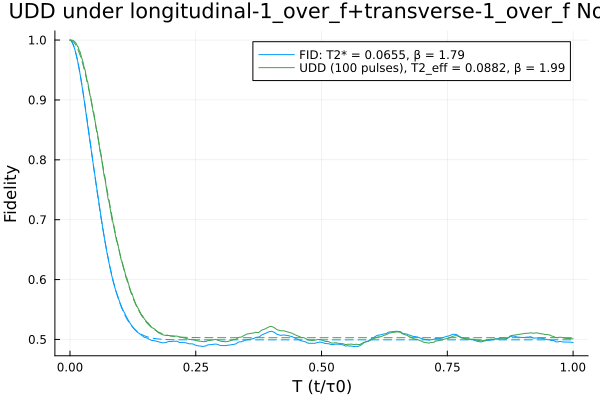 UDD under longitudinal-1_over_f+transverse-1_over_f No
FID: T2* = 0.0655, β = 1.79
UDD (100 pulses), T2_eff = 0.0882, β = 1.99
Fidelity
1.0
0.9
0.8
0.7
0.6
0.5
0.00
0.25
0.50
0.75
1.00
T (t/τ0)